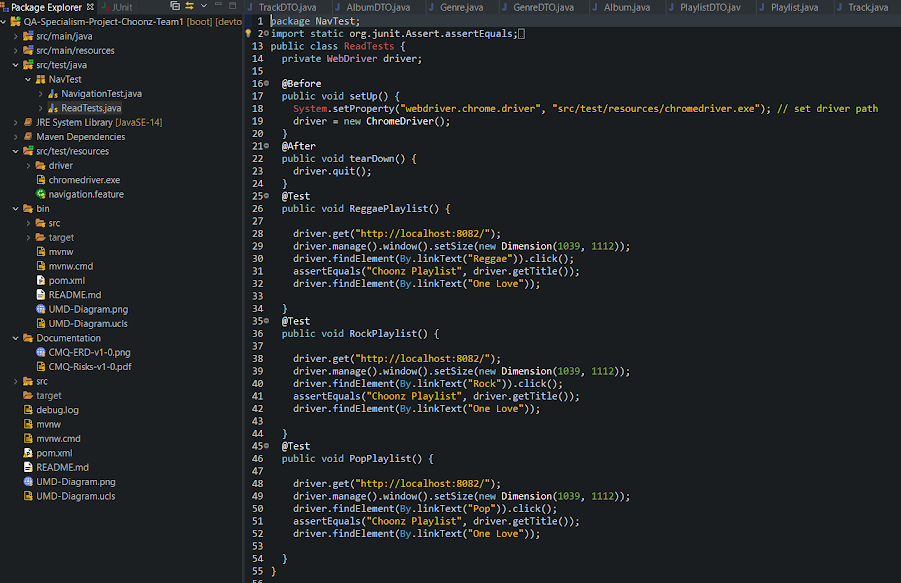 Package Explorer JUnit
QA-Specialism-Project-Choonz-Team1 [boot] [devto
src/main/java
src/main/resources
src/test/java
NavTest
NavigationTest.java
ReadTests.java
JRE System Library [JavaSE-14]
Maven Dependencies
src/test/resources
driver
chromedriver.exe
navigation.feature
bin
src
target
mvnw
mvnw.cmd
pom.xml
README.md
UMD-Diagram.png
UMD-Diagram.ucls
Documentation
CMQ-ERD-v1-0.png
CMQ-Risks-v1-0.pdf
src
target
debug.log
mvnw
mvnw.cmd
pom.xml
README.md
UMD-Diagram.png
UMD-Diagram.ucls
TrackDTO.java AlbumDTO.java Genre.java GenreDTO.java Album.java PlaylistDTO.jav Playlist.java Track.java
1 package NavTest;
2 import static org.junit.Assert.assertEquals;
13 public class ReadTests {
14 private WebDriver driver;
15
16 @Before
17 public void setUp() {
18 System.setProperty("webdriver.chrome.driver", "src/test/resources/chromedriver.exe"); // set driver path
19 driver = new ChromeDriver();
20 }
21 @After
22 public void tearDown() {
23 driver.quit();
24 }
25 @Test
26 public void ReggaePlaylist() {
27
28 driver.get("http://localhost:8082/");
29 driver.manage().window().setSize(new Dimension(1039, 1112));
30 driver.findElement(By.linkText("Reggae")).click();
31 assertEquals("Choonz Playlist", driver.getTitle());
32 driver.findElement(By.linkText("One Love"));
33
34 }
35 @Test
36 public void RockPlaylist() {
37
38 driver.get("http://localhost:8082/");
39 driver.manage().window().setSize(new Dimension(1039, 1112));
40 driver.findElement(By.linkText("Rock")).click();
41 assertEquals("Choonz Playlist", driver.getTitle());
42 driver.findElement(By.linkText("One Love"));
43
44 }
45 @Test
46 public void PopPlaylist() {
47
48 driver.get("http://localhost:8082/");
49 driver.manage().window().setSize(new Dimension(1039, 1112));
50 driver.findElement(By.linkText("Pop")).click();
51 assertEquals("Choonz Playlist", driver.getTitle());
52 driver.findElement(By.linkText("One Love"));
53
54 }
55 }